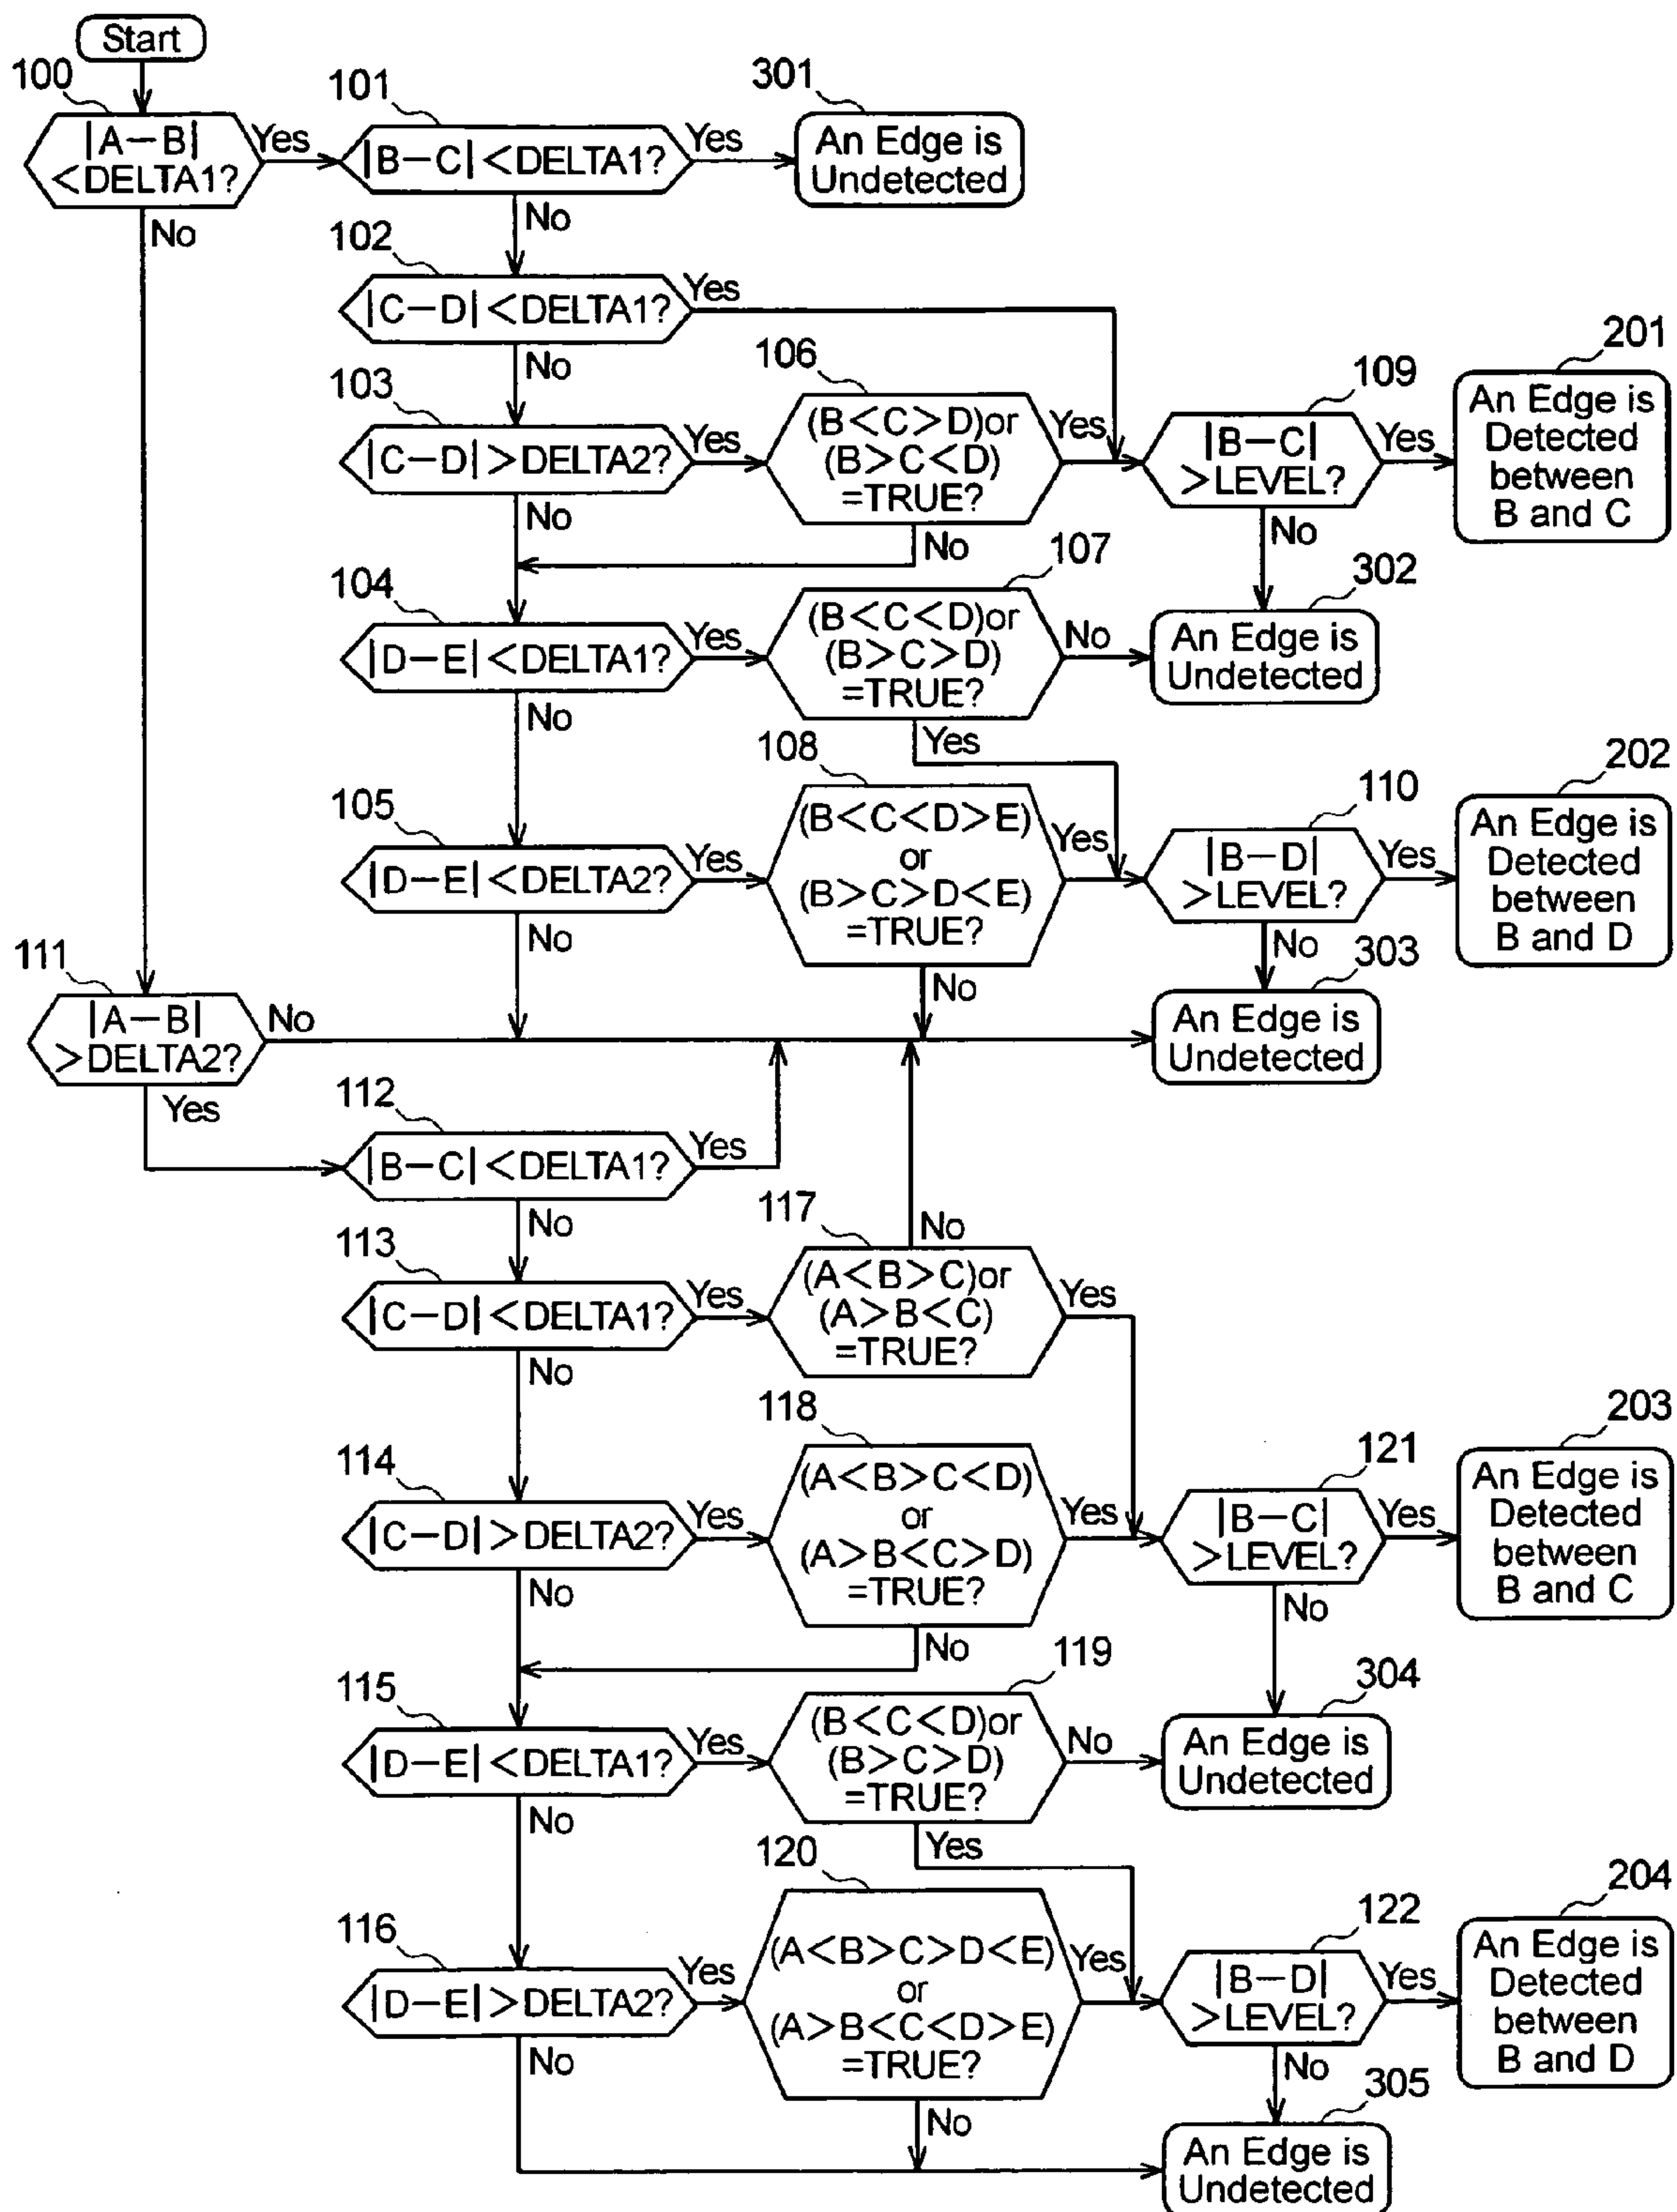 Start
100
|A−B|
<DELTA1?
Yes
No
101
|B−C|<DELTA1?
Yes
No
301
An Edge is
Undetected
102
|C−D|<DELTA1?
Yes
No
103
|C−D|>DELTA2?
Yes
No
106
(B<C>D)or
(B>C<D)
=TRUE?
Yes
No
109
|B−C|
>LEVEL?
Yes
No
201
An Edge is
Detected
between
B and C
104
|D−E|<DELTA1?
Yes
No
107
(B<C<D)or
(B>C>D)
=TRUE?
No
Yes
302
An Edge is
Undetected
105
|D−E|<DELTA2?
Yes
No
108
(B<C<D>E)
or
(B>C>D<E)
=TRUE?
Yes
No
110
|B−D|
>LEVEL?
Yes
No
202
An Edge is
Detected
between
B and D
111
|A−B|
>DELTA2?
No
Yes
303
An Edge is
Undetected
112
|B−C|<DELTA1?
Yes
No
113
|C−D|<DELTA1?
Yes
No
117
No
(A<B>C)or
(A>B<C)
=TRUE?
Yes
114
|C−D|>DELTA2?
Yes
No
118
(A<B>C<D)
or
(A>B<C>D)
=TRUE?
Yes
No
121
|B−C|
>LEVEL?
Yes
No
203
An Edge is
Detected
between
B and C
115
|D−E|<DELTA1?
Yes
No
119
(B<C<D)or
(B>C>D)
=TRUE?
No
Yes
304
An Edge is
Undetected
116
|D−E|>DELTA2?
Yes
No
120
(A<B>C>D<E)
or
(A>B<C<D>E)
=TRUE?
Yes
No
122
|B−D|
>LEVEL?
Yes
No
204
An Edge is
Detected
between
B and D
305
An Edge is
Undetected